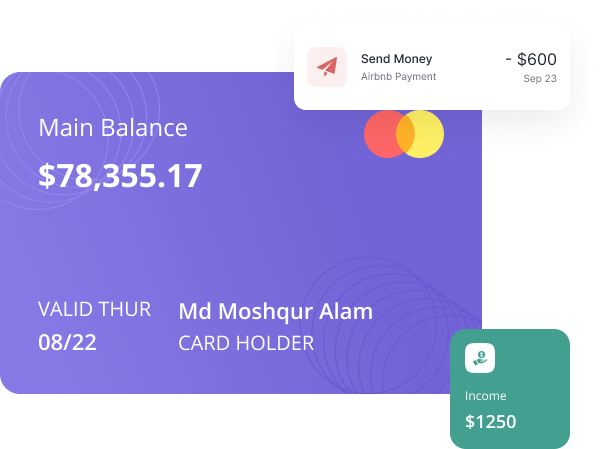 Send Money
- $600
Airbnb Payment
Sep 23
Main Balance
$78,355.17
VALID THUR
08/22
Md Moshqur Alam
CARD HOLDER
Income
$1250